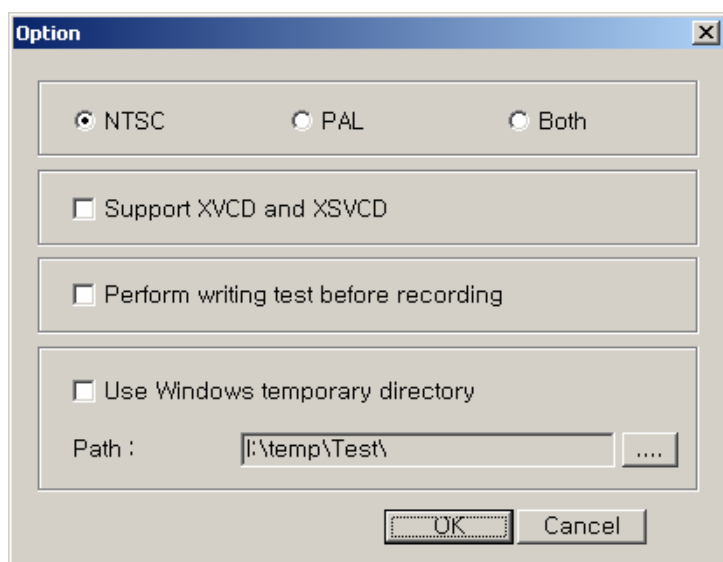 Option
NTSC PAL Both
Support XVCD and XSVCD
Perform writing test before recording
Use Windows temporary directory
Path : I:\temp\Test\ ....
OK Cancel